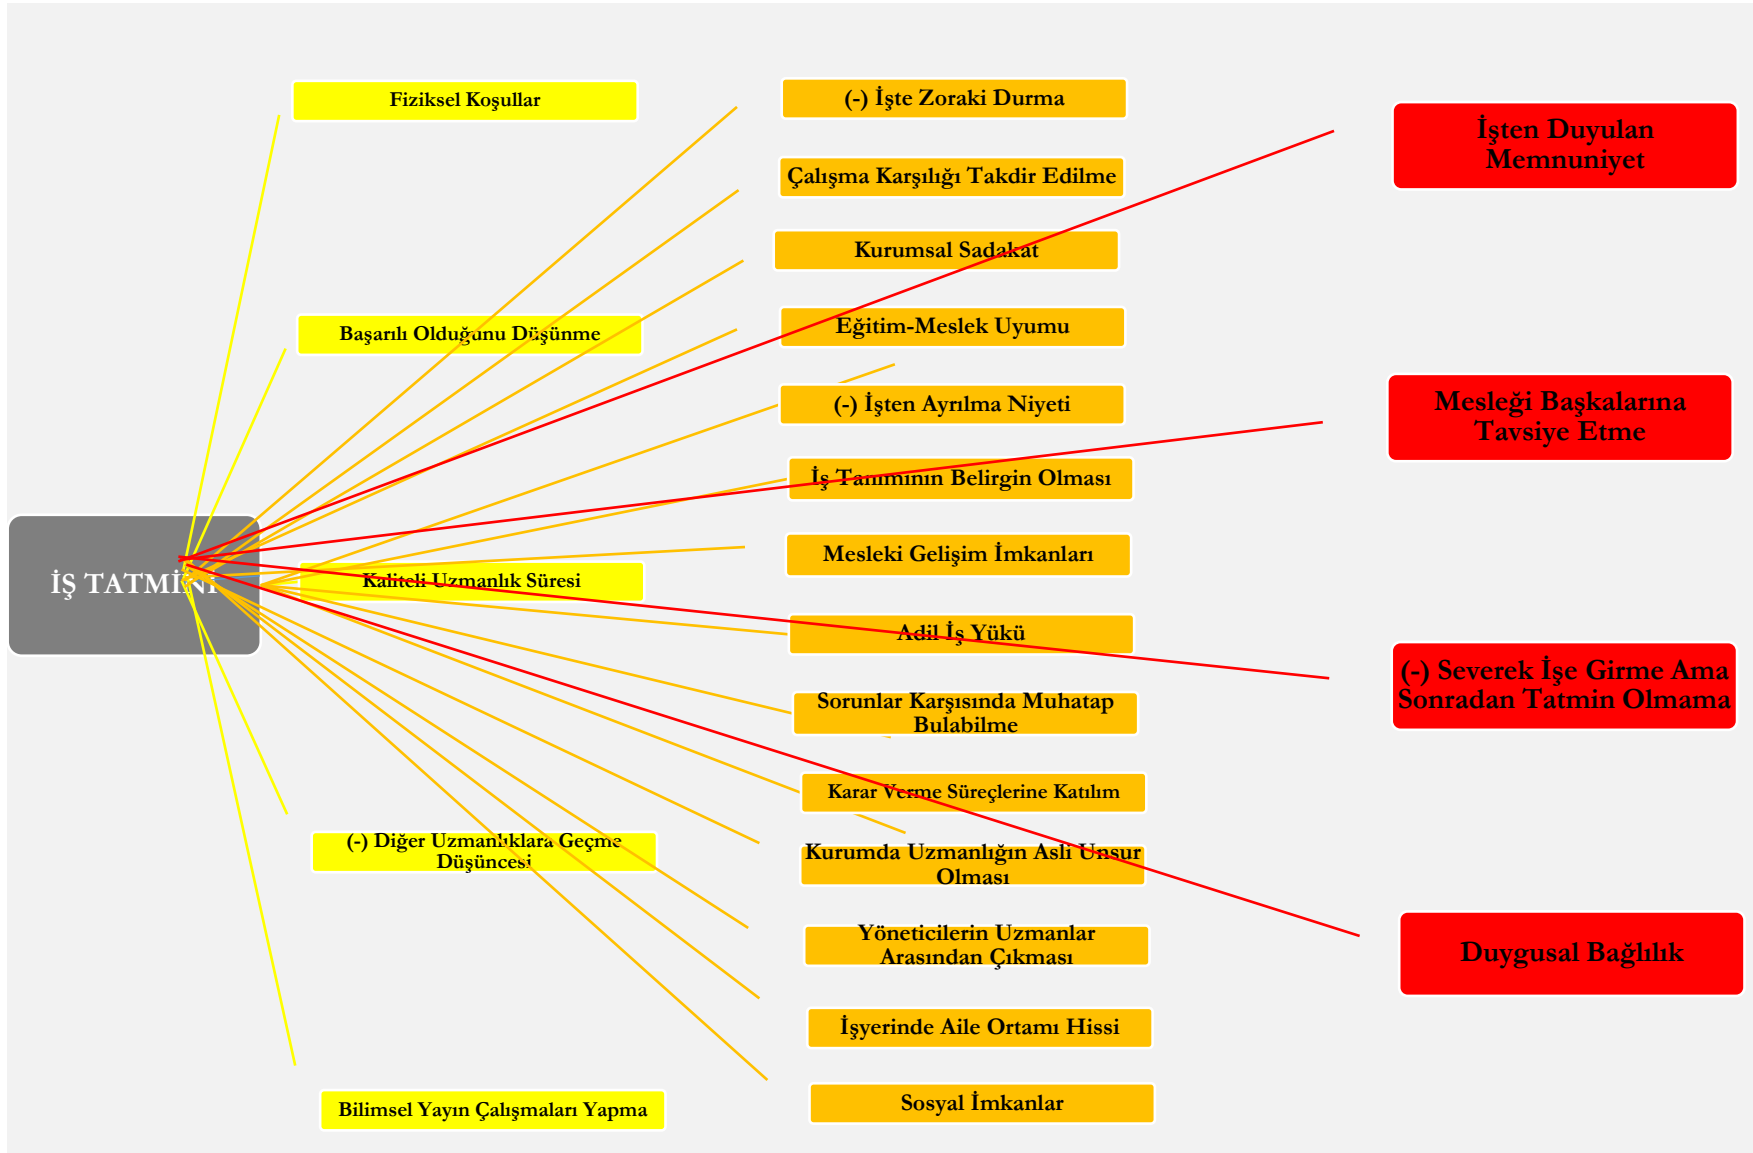 İŞ TATMİNİ
Fiziksel Koşullar
Başarılı Olduğunu Düşünme
Kaliteli Uzmanlık Süresi
(-) Diğer Uzmanlıklara Geçme
Düşüncesi
Bilimsel Yayın Çalışmaları Yapma
(-) İşte Zoraki Durma
Çalışma Karşılığı Takdir Edilme
Kurumsal Sadakat
Eğitim-Meslek Uyumu
(-) İşten Ayrılma Niyeti
İş Tanımının Belirgin Olması
Mesleki Gelişim İmkanları
Adil İş Yükü
Sorunlar Karşısında Muhatap
Bulabilme
Karar Verme Süreçlerine Katılım
Kurumda Uzmanlığın Asli Unsur
Olması
Yöneticilerin Uzmanlar
Arasından Çıkması
İşyerinde Aile Ortamı Hissi
Sosyal İmkanlar
İşten Duyulan
Memnuniyet
Mesleği Başkalarına
Tavsiye Etme
(-) Severek İşe Girme Ama
Sonradan Tatmin Olmama
Duygusal Bağlılık